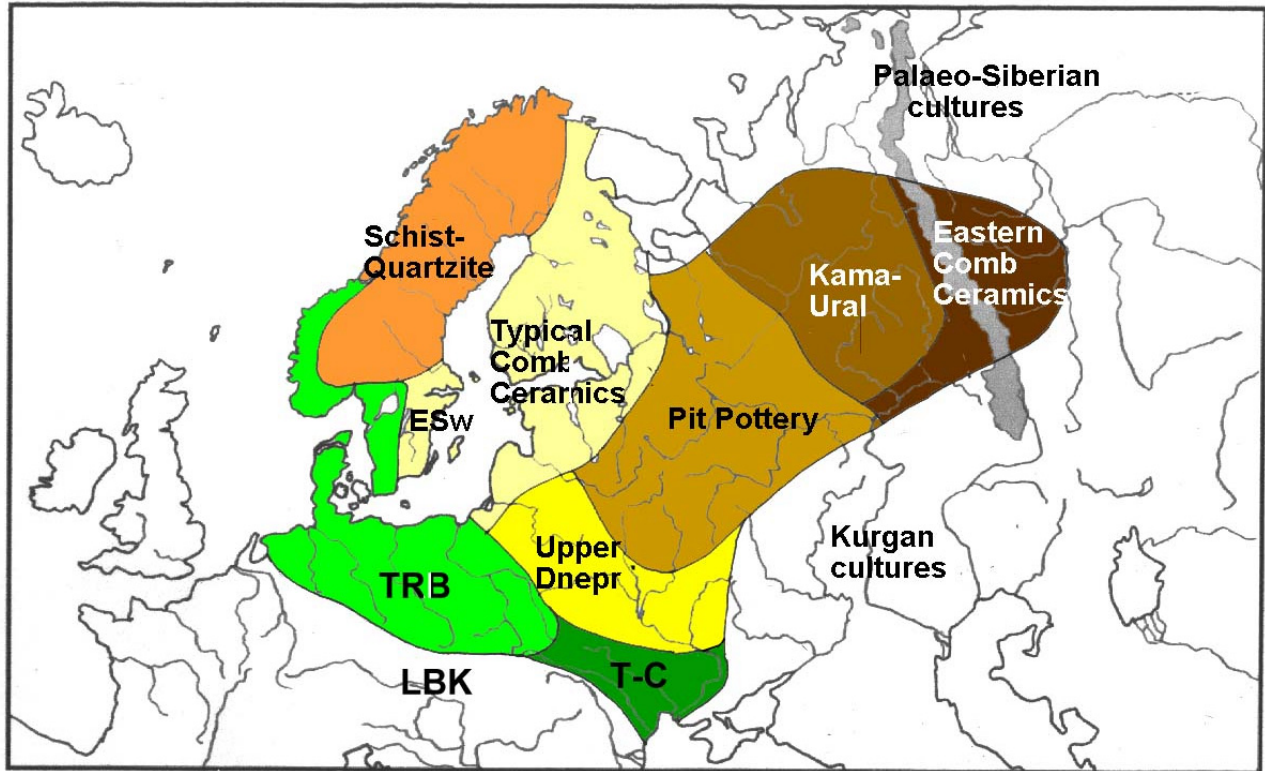 Palaeo-Siberian
cultures
Schist-
Quartzite
Eastern
Comb
Ceramics
Kama-
Ural
Typical
Comb
Ceramics
ESw
Pit Pottery
Upper
Dnepr
Kurgan
cultures
TRB
T-C
LBK